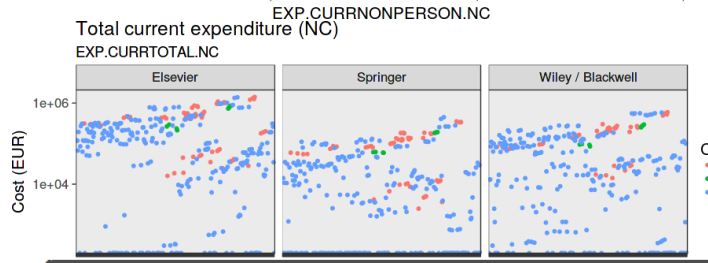 EXP.CURRNONPERSON.NC
Total current expenditure (NC)
EXP.CURRTOTAL.NC
Elsevier Springer Wiley / Blackwell
1e+06
1e+04
Cost (EUR)